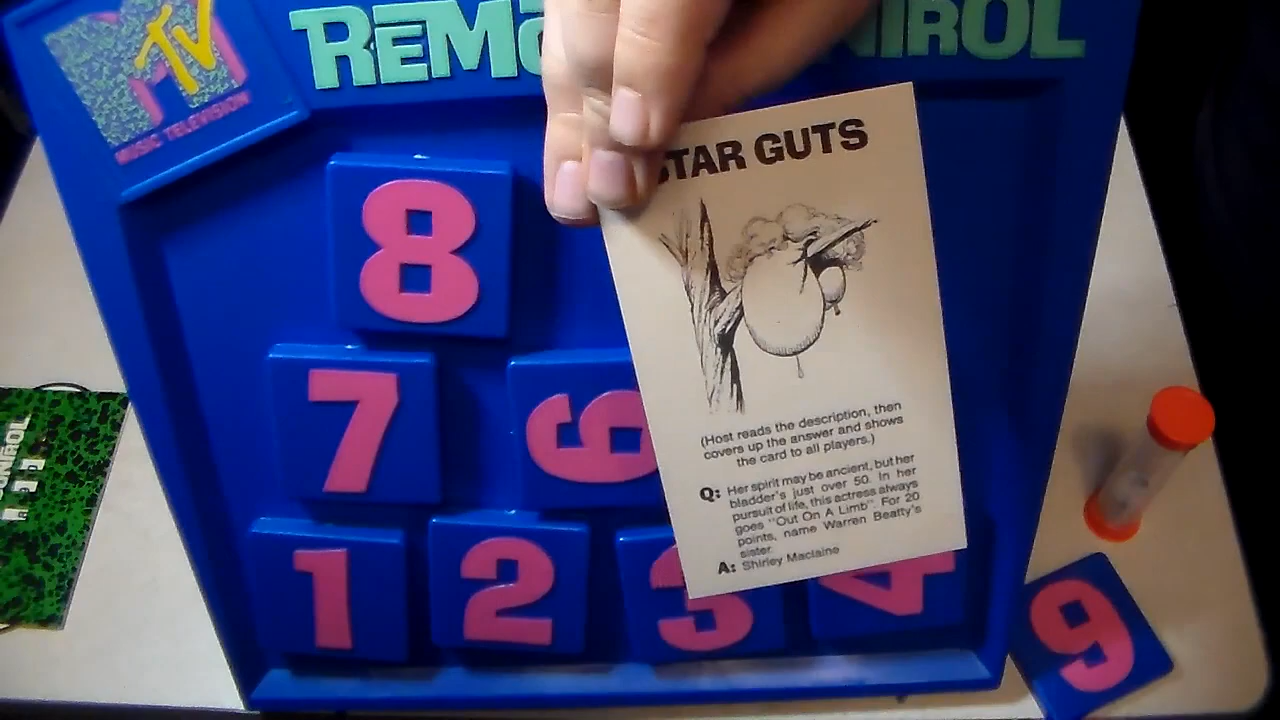 MTV
MUSIC TELEVISION
REMO NTROL
STAR GUTS
8
7
6
1
2
3
4
9
(Host reads the description, then
covers up the answer and shows
the card to all players.)
Q: Her spirit may be ancient, but her
bladder's just over 50. In her
pursuit of life, this actress always
goes "Out On A Limb". For 20
points, name Warren Beatty's
sister.
A: Shirley Maclaine